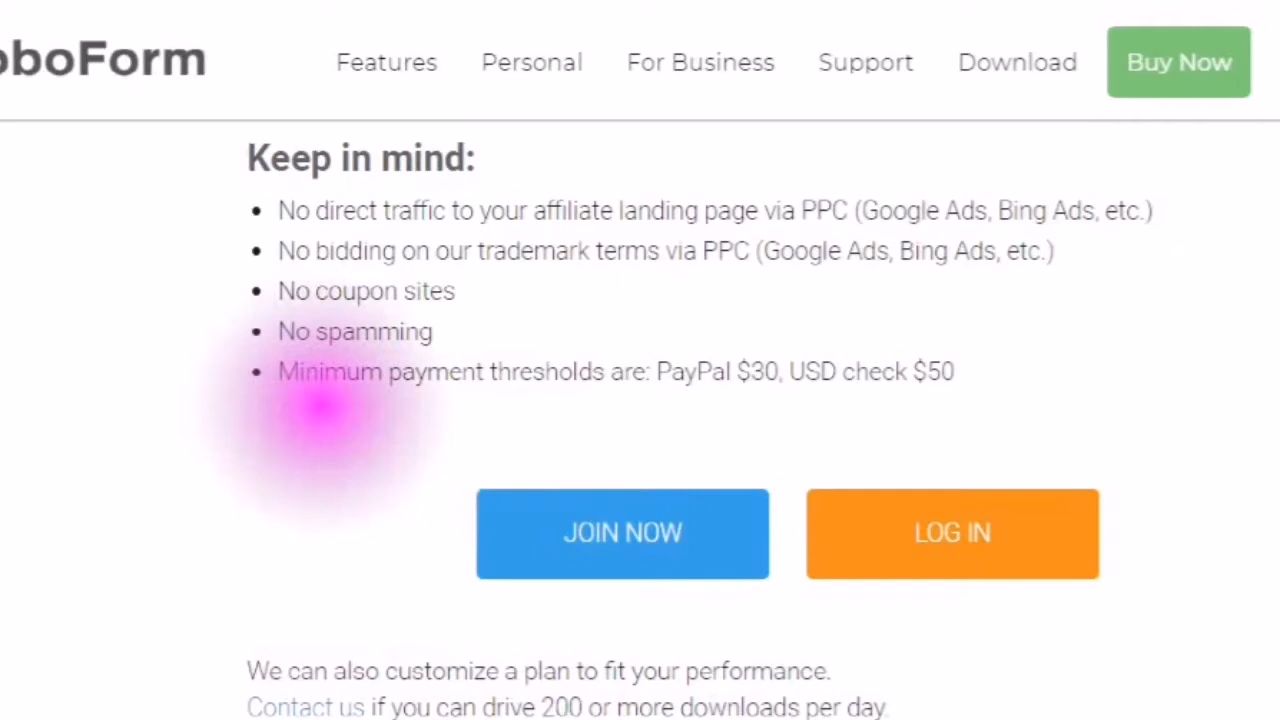 oboForm
Features Personal For Business Support Download Buy Now
Keep in mind:
• No direct traffic to your affiliate landing page via PPC (Google Ads, Bing Ads, etc.)
• No bidding on our trademark terms via PPC (Google Ads, Bing Ads, etc.)
• No coupon sites
• No spamming
• Minimum payment thresholds are: PayPal $30, USD check $50
JOIN NOW LOG IN
We can also customize a plan to fit your performance.
Contact us if you can drive 200 or more downloads per day.